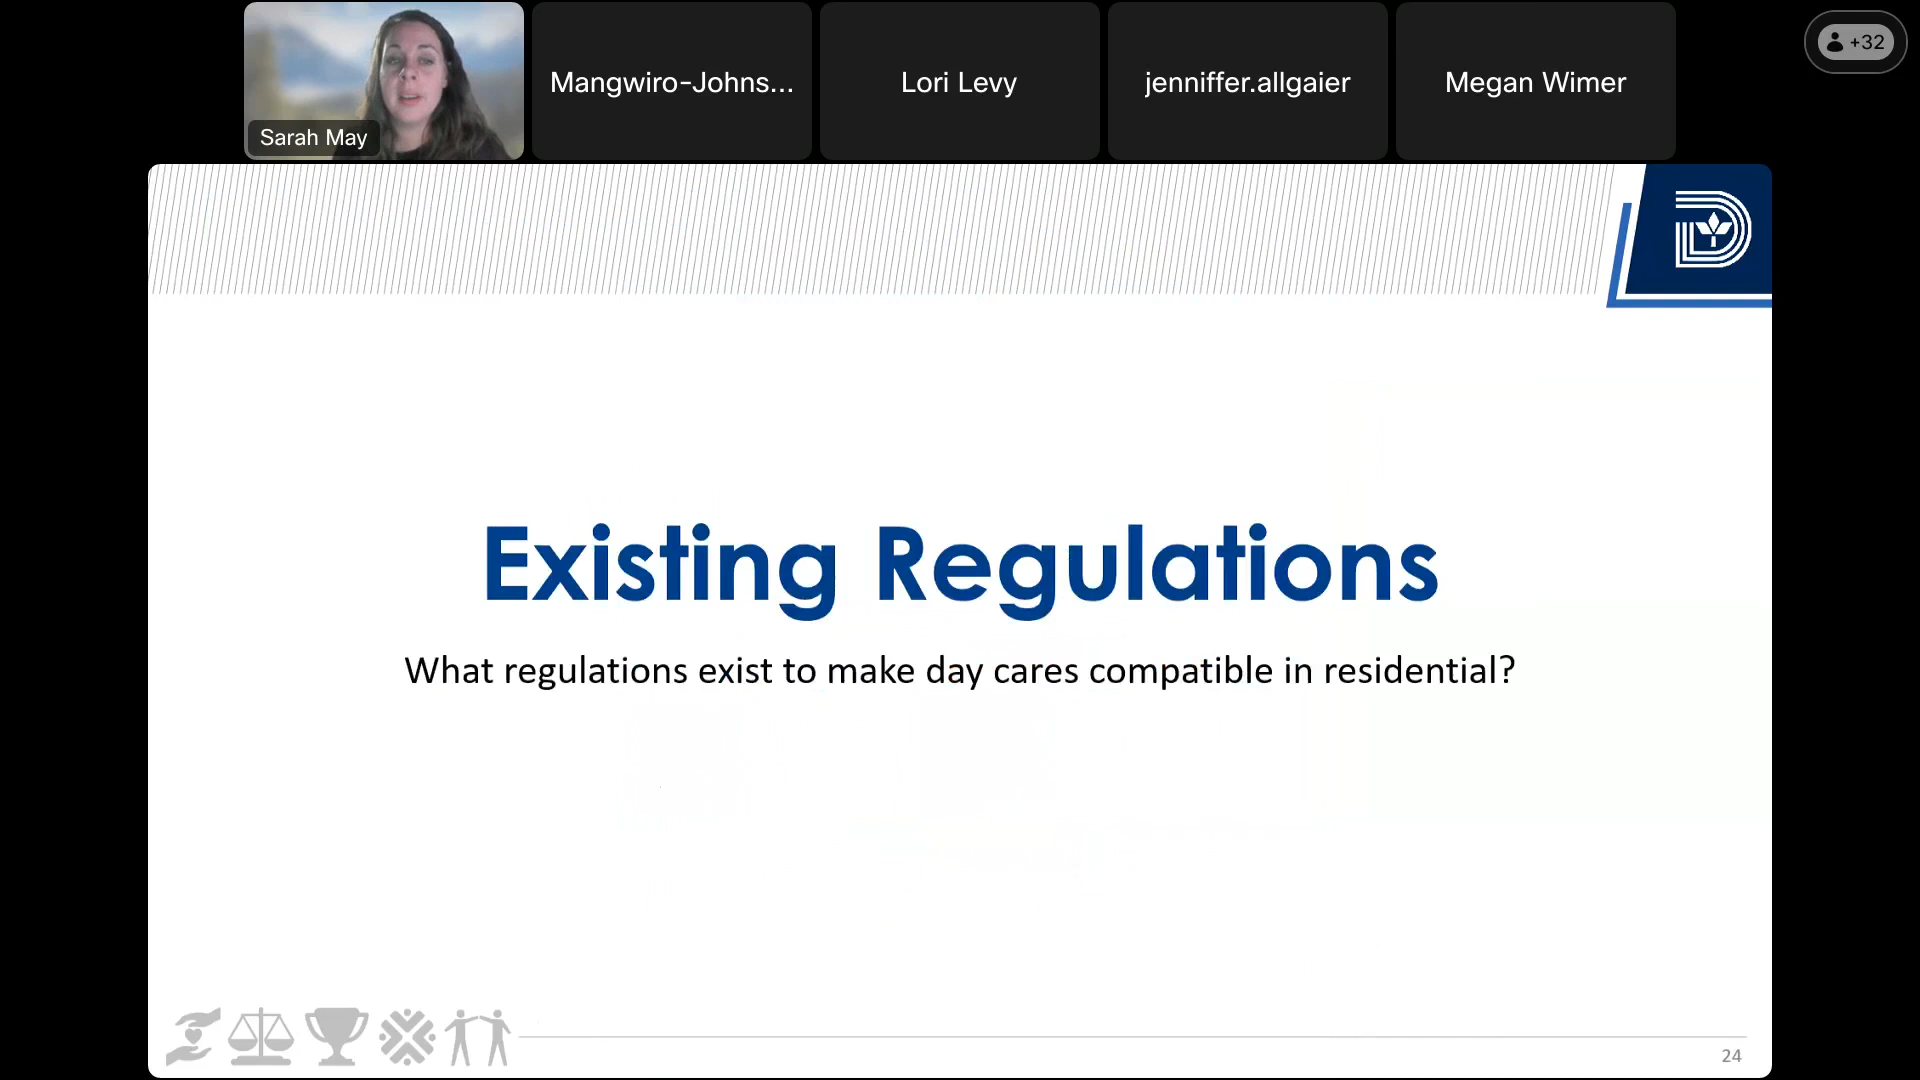 Sarah May
Mangwiro-Johns...
Lori Levy
jenniffer.allgaier
Megan Wimer
+32
Existing Regulations
What regulations exist to make day cares compatible in residential?
24